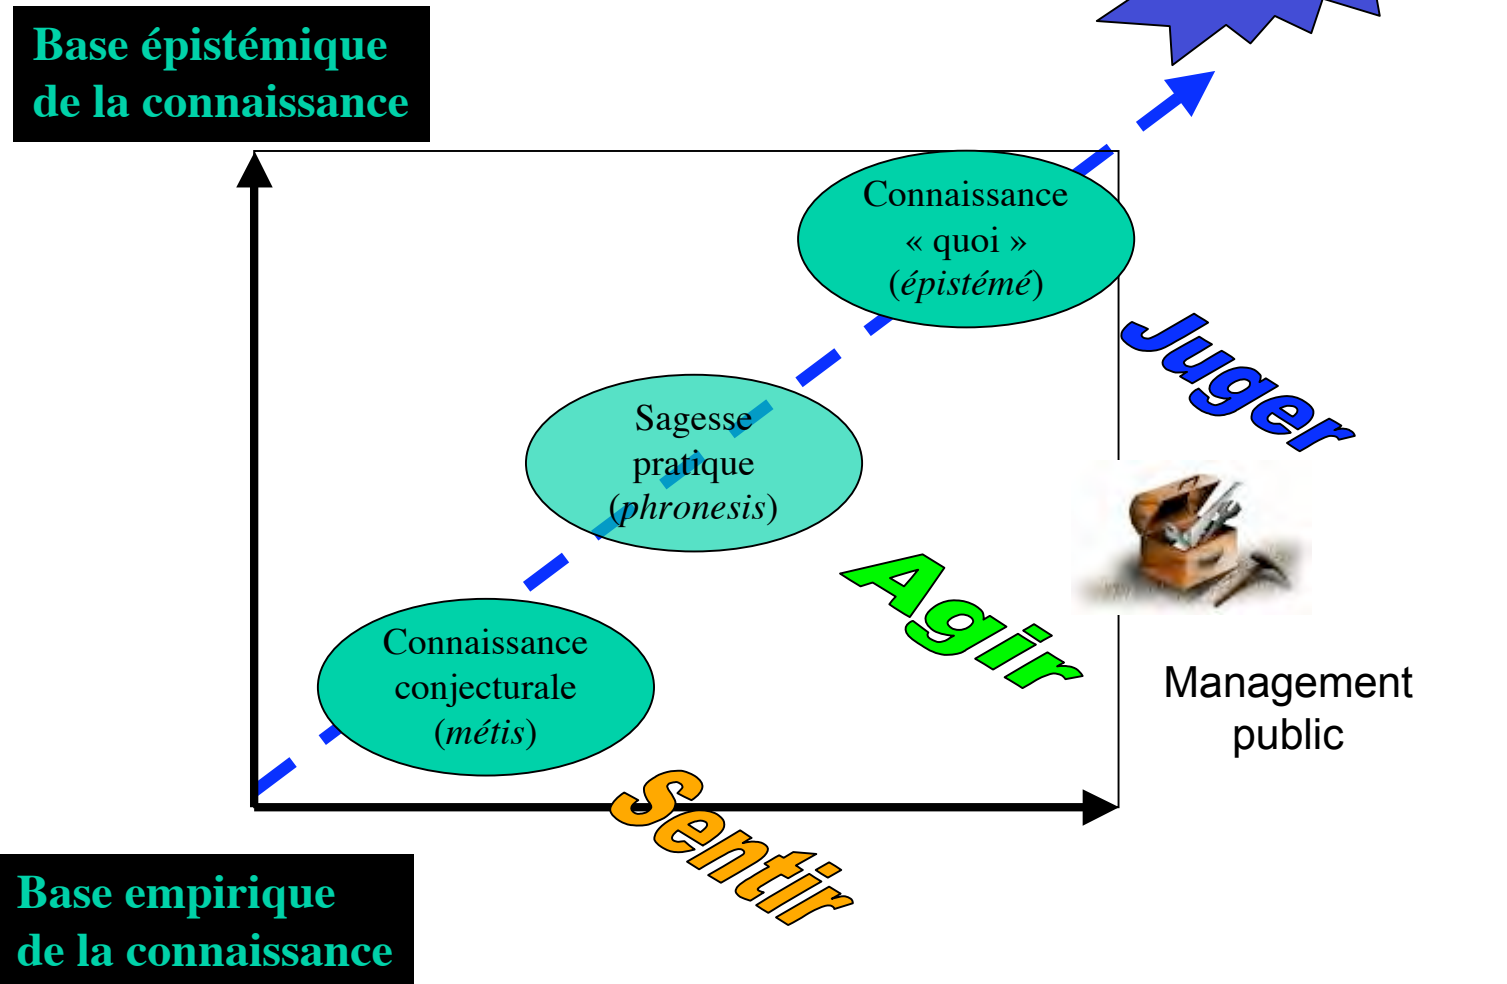 Base épistémique
de la connaissance
Connaissance
« quoi »
(épistémé)
Juger
Sagesse
pratique
(phronesis)
Agir
Connaissance
conjecturale
(métis)
Management
public
Sentir
Base empirique
de la connaissance